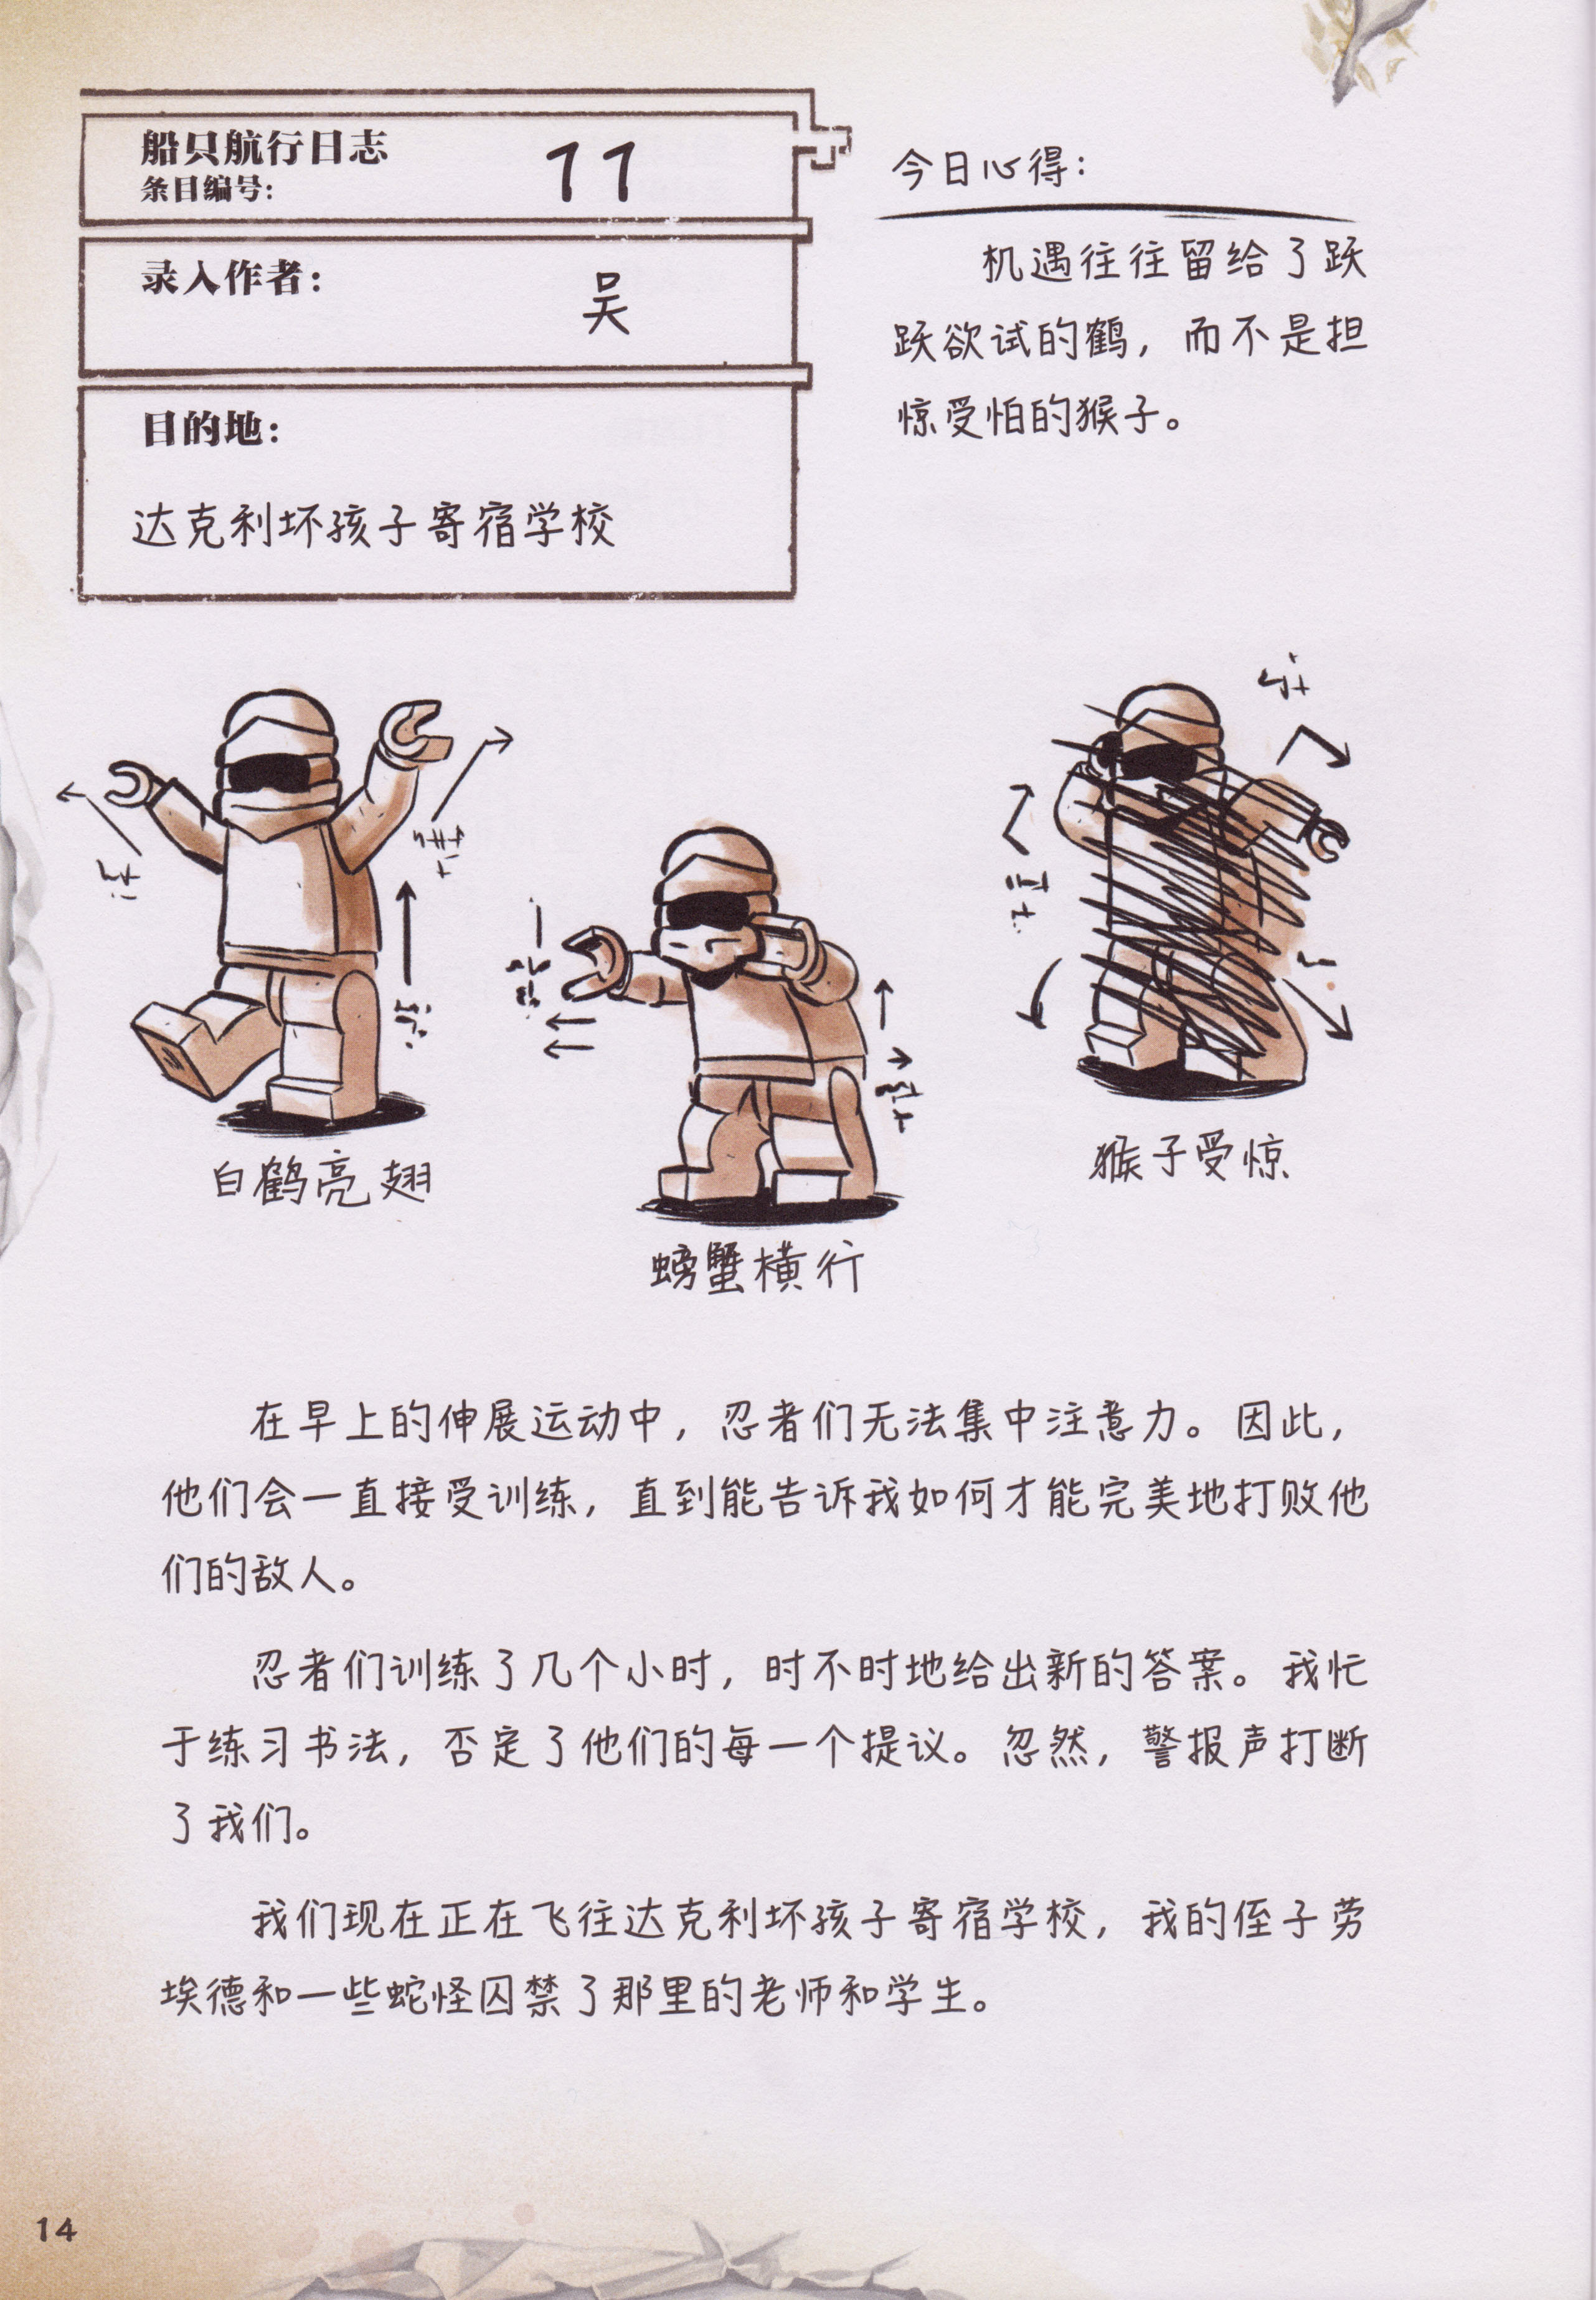 船只航行日志
条目编号:
11
录入作者:
吴
目的地:
达克利坏孩子寄宿学校
今日心得:
机遇往往留给了跃
跃欲试的鹤，而不是担
惊受怕的猴子。
白鹤亮翅
螃蟹横行
猴子受惊
在早上的伸展运动中，忍者们无法集中注意力。因此，
他们会一直接受训练，直到能告诉我如何才能完美地打败他
们的敌人。
忍者们训练了几个小时，时不时地给出新的答案。我忙
于练习书法，否定了他们的每一个提议。忽然，警报声打断
了我们。
我们现在正在飞往达克利坏孩子寄宿学校，我的侄子劳
埃德和一些蛇怪囚禁了那里的老师和学生。
14